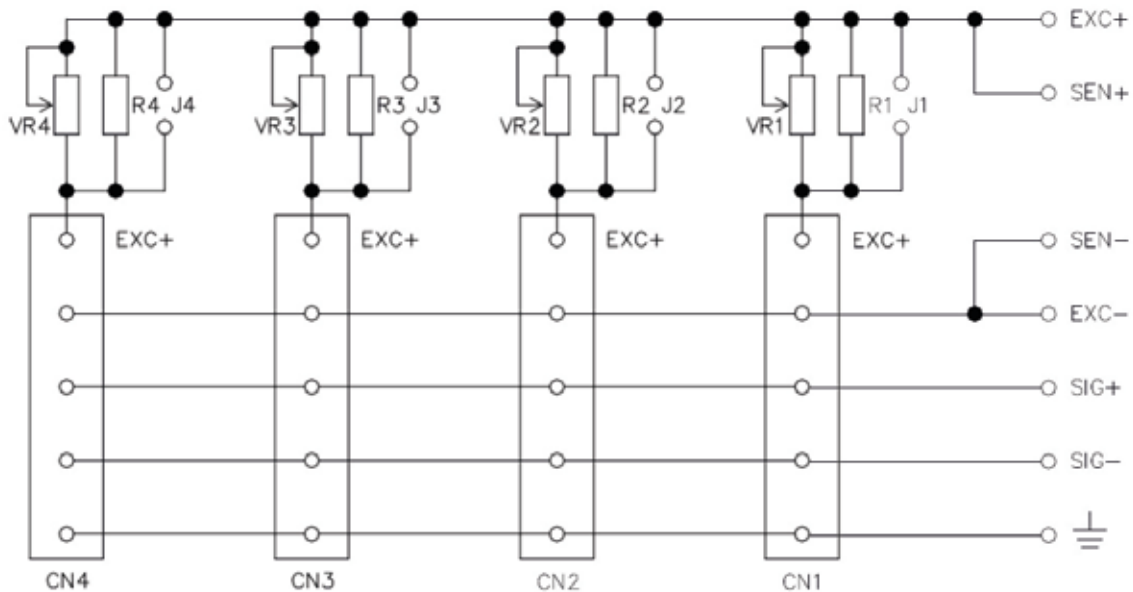 EXC+
SEN+
VR4 R4 J4 VR3 R3 J3 VR2 R2 J2 VR1 R1 J1
EXC+ EXC+ EXC+ EXC+ SEN-
EXC-
SIG+
SIG-
CN4 CN3 CN2 CN1